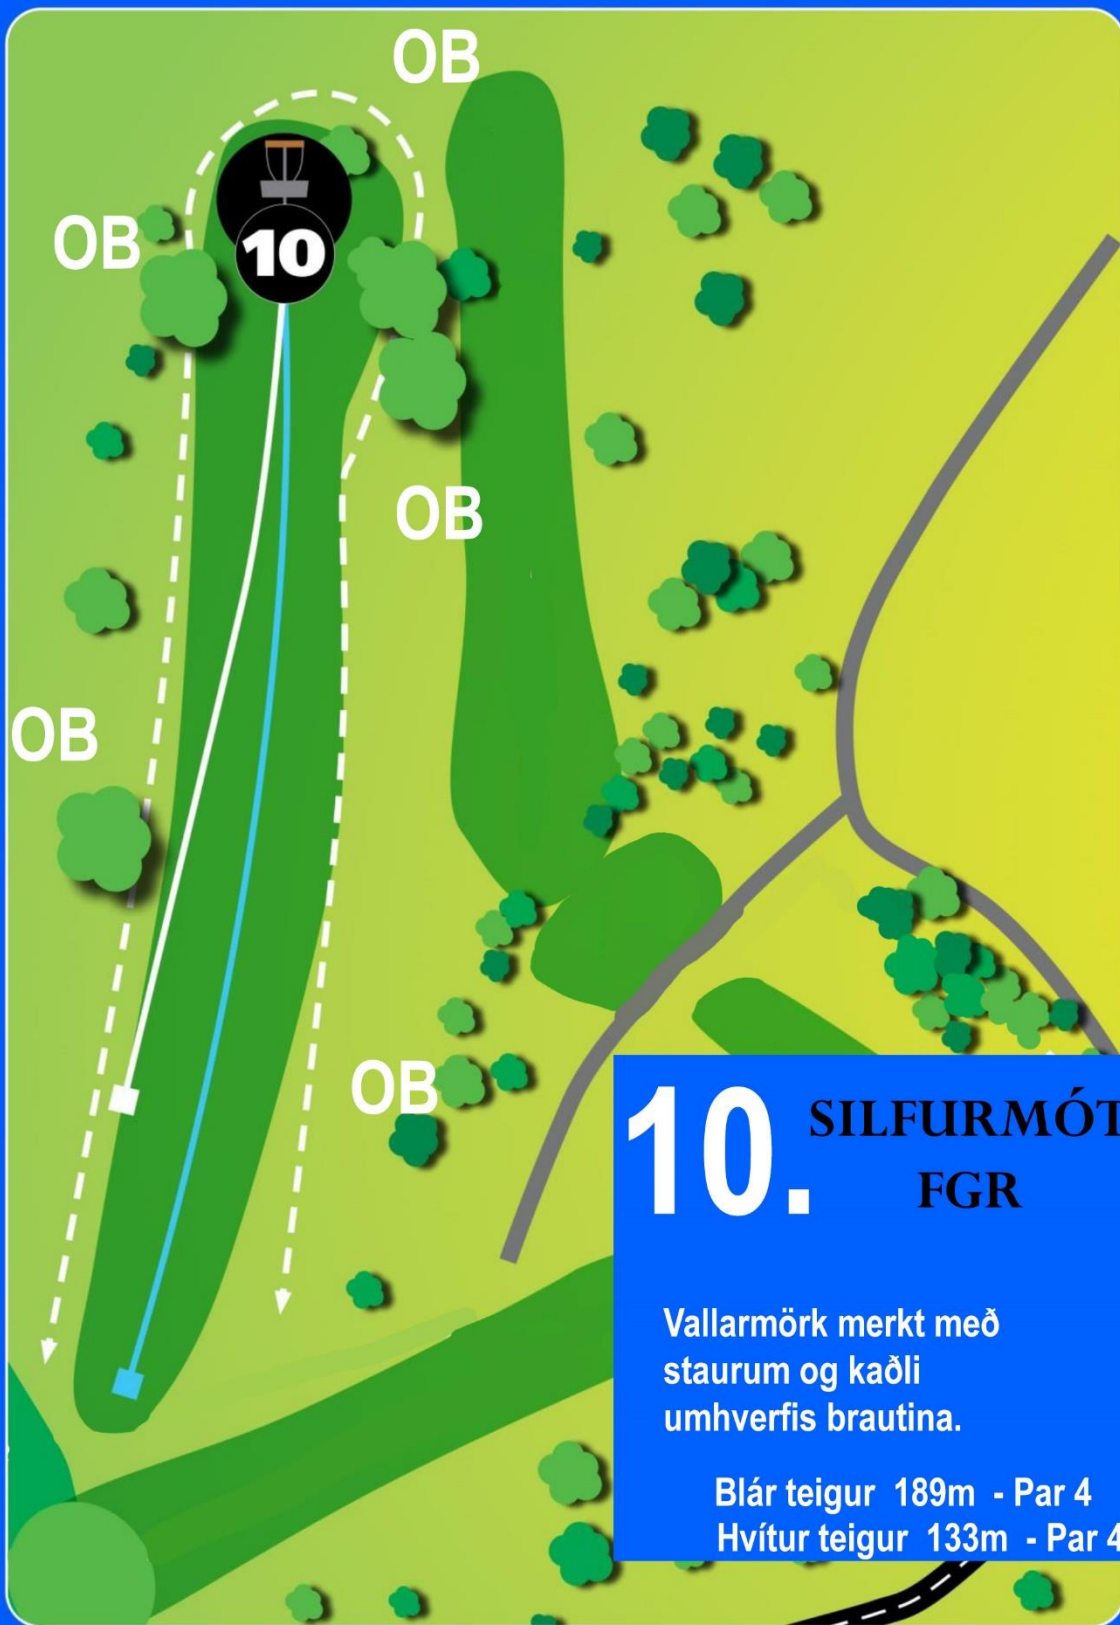 OB
OB
10
OB
OB
OB
10.
SILFURMÓT
FGR
Vallarmörk merkt með
staurum og kaðli
umhverfis brautina.
Blár teigur 189m - Par 4
Hvítur teigur 133m - Par 4